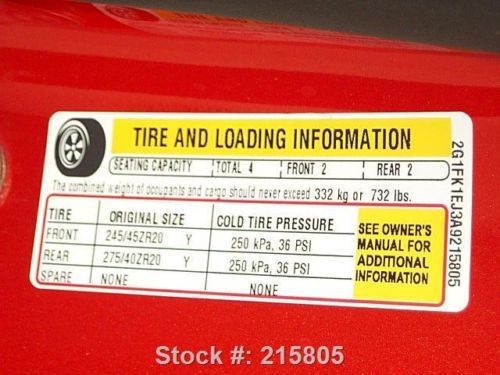 TIRE AND LOADING INFORMATION
SEATING CAPACITY TOTAL 4 FRONT 2 REAR 2
The combined weight of occupants and cargo should never exceed 332 kg or 732 lbs.
TIRE ORIGINAL SIZE COLD TIRE PRESSURE
FRONT 245/45ZR20 Y 250 kPa, 36 PSI
REAR 275/40ZR20 Y 250 kPa, 36 PSI
SPARE NONE NONE
SEE OWNER'S
MANUAL FOR
ADDITIONAL
INFORMATION
2G1FK1EJ3A9215805
Stock #: 215805